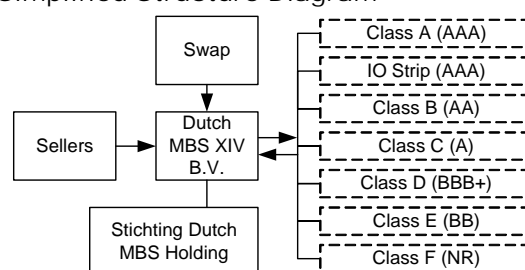 Simplified Structure Diagram
Swap
Sellers
Dutch
MBS XIV
B.V.
Stichting Dutch
MBS Holding
Class A (AAA)
IO Strip (AAA)
Class B (AA)
Class C (A)
Class D (BBB+)
Class E (BB)
Class F (NR)